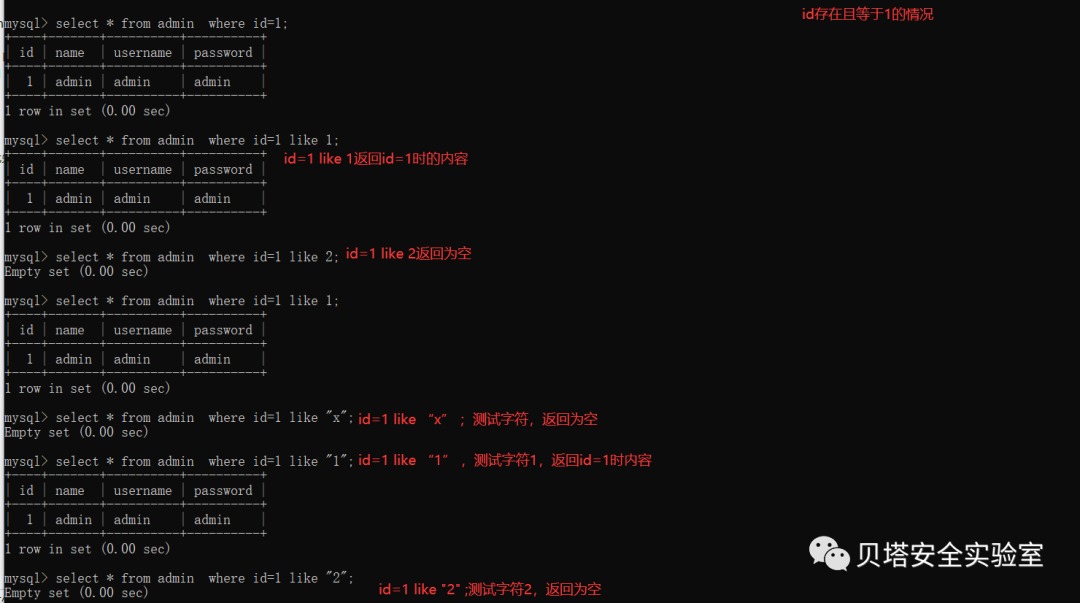 id存在且等于1的情况
mysql> select * from admin  where id=1;
+----+-------+----------+----------+
| id | name  | username | password |
+----+-------+----------+----------+
|  1 | admin | admin    | admin    |
+----+-------+----------+----------+
1 row in set (0.00 sec)
mysql> select * from admin  where id=1 like 1;
+----+-------+----------+----------+
id=1 like 1返回id=1时的内容
| id | name  | username | password |
+----+-------+----------+----------+
|  1 | admin | admin    | admin    |
+----+-------+----------+----------+
1 row in set (0.00 sec)
mysql> select * from admin  where id=1 like 2; id=1 like 2返回为空
Empty set (0.00 sec)
mysql> select * from admin  where id=1 like 1;
+----+-------+----------+----------+
| id | name  | username | password |
+----+-------+----------+----------+
|  1 | admin | admin    | admin    |
+----+-------+----------+----------+
1 row in set (0.00 sec)
mysql> select * from admin  where id=1 like "x"; id=1 like “x” ；测试字符，返回为空
Empty set (0.00 sec)
mysql> select * from admin  where id=1 like "1"; id=1 like “1” ，测试字符1，返回id=1时内容
+----+-------+----------+----------+
| id | name  | username | password |
+----+-------+----------+----------+
|  1 | admin | admin    | admin    |
+----+-------+----------+----------+
1 row in set (0.00 sec)
mysql> select * from admin  where id=1 like "2";
Empty set (0.00 sec)
id=1 like "2" ;测试字符2，返回为空
贝塔安全实验室